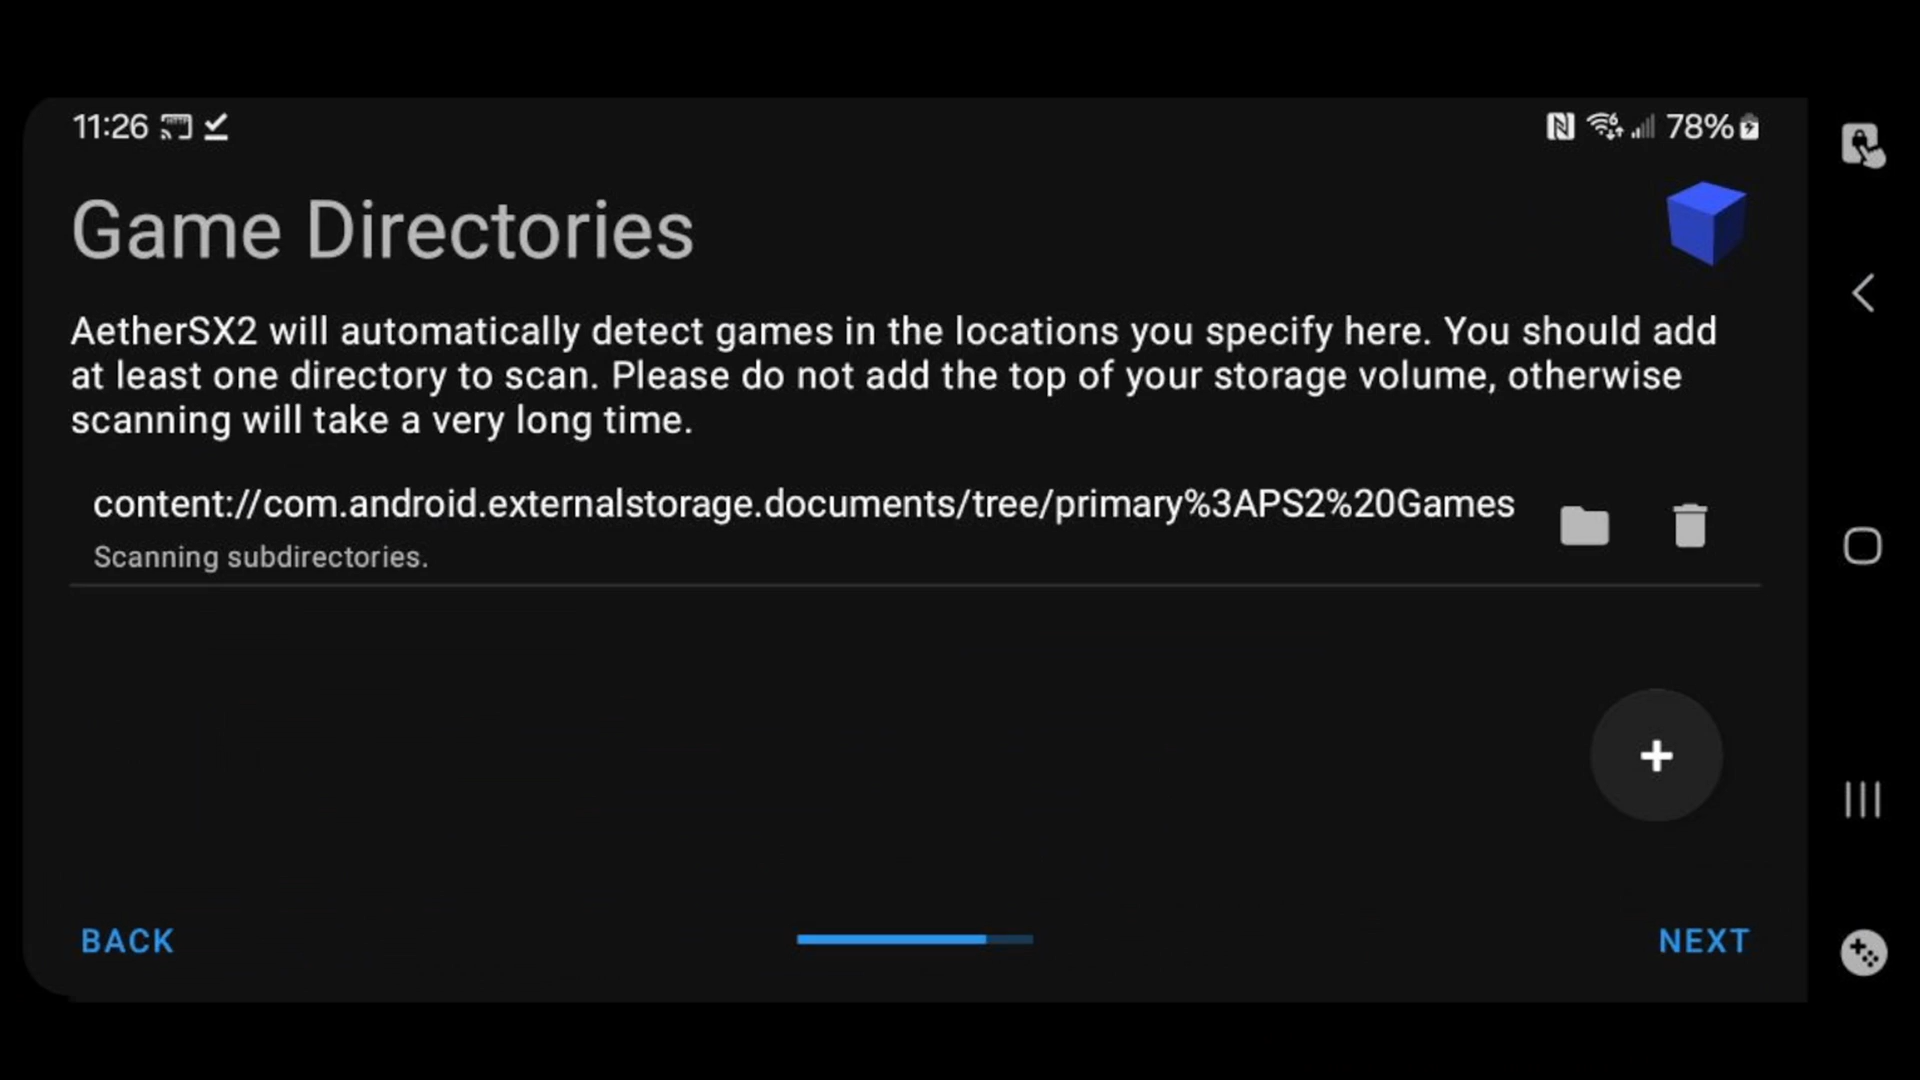 11:26
78%
Game Directories
AetherSX2 will automatically detect games in the locations you specify here. You should add
at least one directory to scan. Please do not add the top of your storage volume, otherwise
scanning will take a very long time.
content://com.android.externalstorage.documents/tree/primary%3APS2%20Games
Scanning subdirectories.
BACK
NEXT